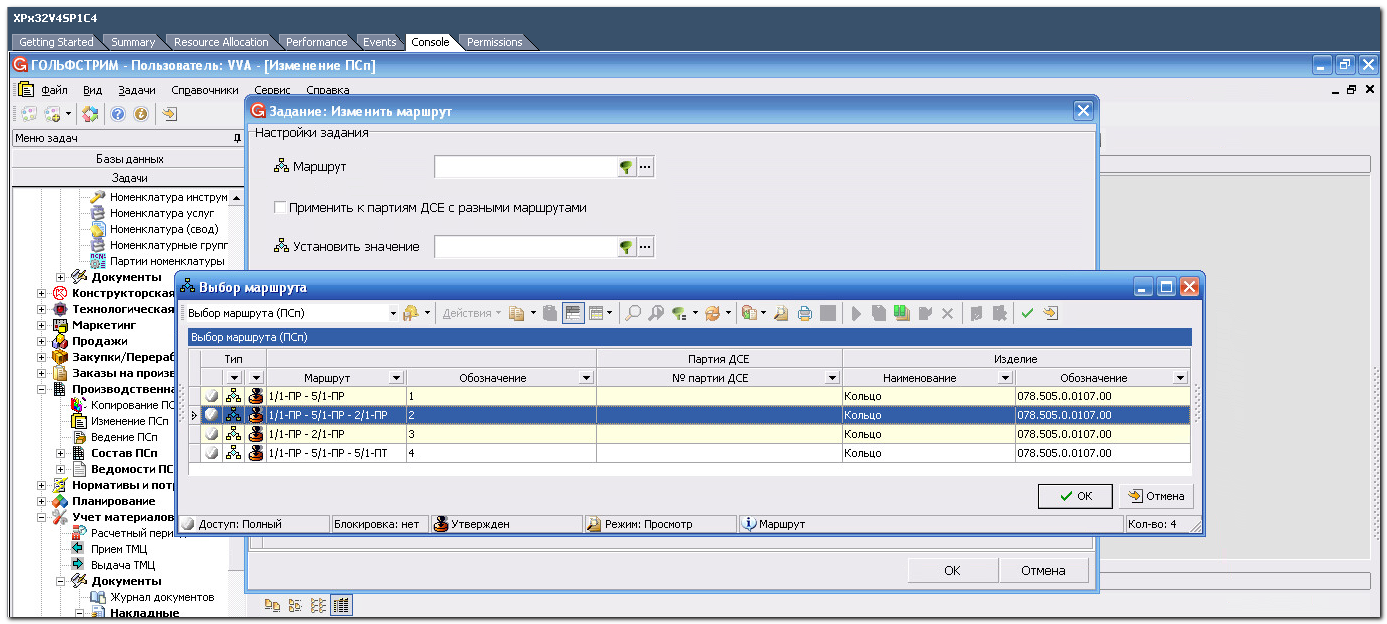 XPx32V4SP1C4
Getting Started Summary Resource Allocation Performance Events Console Permissions
ГОЛЬФСТРИМ - Пользователь: VVA - [Изменение ПСп]
Файл Вид Задачи Справочники Сервис Справка
Задание: Изменить маршрут
Меню задач
Настройки задания
Базы данных
Задачи
Маршрут
Номенклатура инструм
Применить к партиям ДСЕ с разными маршрутами
Номенклатура услуг
Номенклатура (свод)
Номенклатурные групп
Установить значение
Партии номенклатуры
Документы
Конструкторская
Технологическая
Маркетинг
Продажи
Закупки/Перераб
Заказы на произв
Производственна
Копирование ПС
Изменение ПСп
Ведение ПСп
Состав ПСп
Ведомости ПС
Нормативы и потр
Планирование
Учет материалов
Расчетный перио
Прием ТМЦ
Выдача ТМЦ
Документы
Журнал документов
Накладные
Выбор маршрута
Выбор маршрута (ПСп) Действия
Выбор маршрута (ПСп)
Тип Партия ДСЕ Изделие
Маршрут Обозначение № партии ДСЕ Наименование Обозначение
1/1-ПР - 5/1-ПР 1 Кольцо 078.505.0.0107.00
1/1-ПР - 5/1-ПР - 2/1-ПР 2 Кольцо 078.505.0.0107.00
1/1-ПР - 2/1-ПР 3 Кольцо 078.505.0.0107.00
1/1-ПР - 5/1-ПР - 5/1-ПТ 4 Кольцо 078.505.0.0107.00
OK Отмена
Доступ: Полный Блокировка: нет Утвержден Режим: Просмотр Маршрут Кол-во: 4
OK Отмена